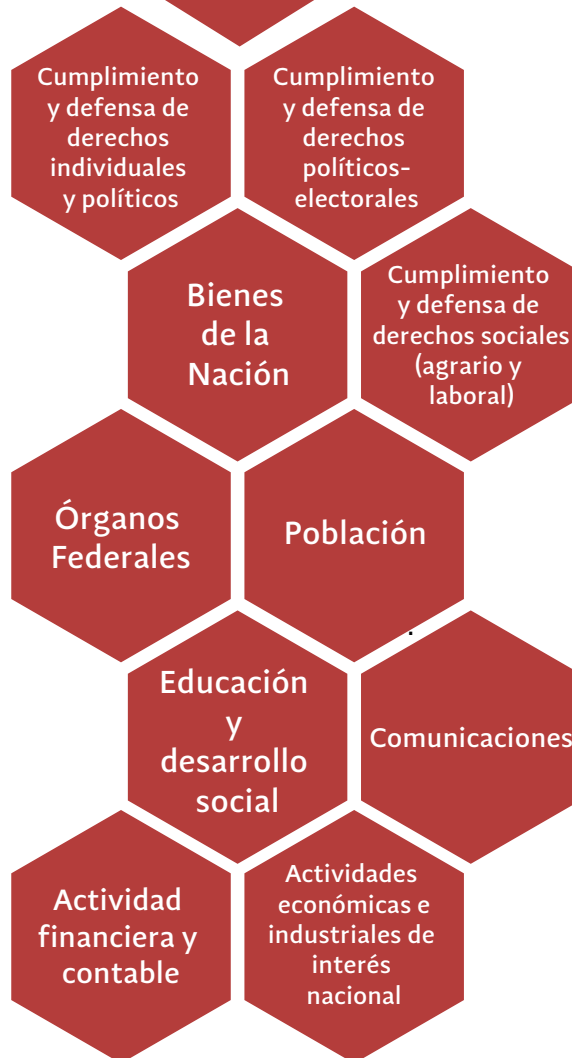 Cumplimiento
y defensa de
derechos
individuales
y políticos
Cumplimiento
y defensa de
derechos
políticos-
electorales
Bienes
de la
Nación
Cumplimiento
y defensa de
derechos sociales
(agrario y
laboral)
Órganos
Federales
Población
.
Educación
y
desarrollo
social
Comunicaciones
Actividad
financiera y
contable
Actividades
económicas e
industriales de
interés
nacional